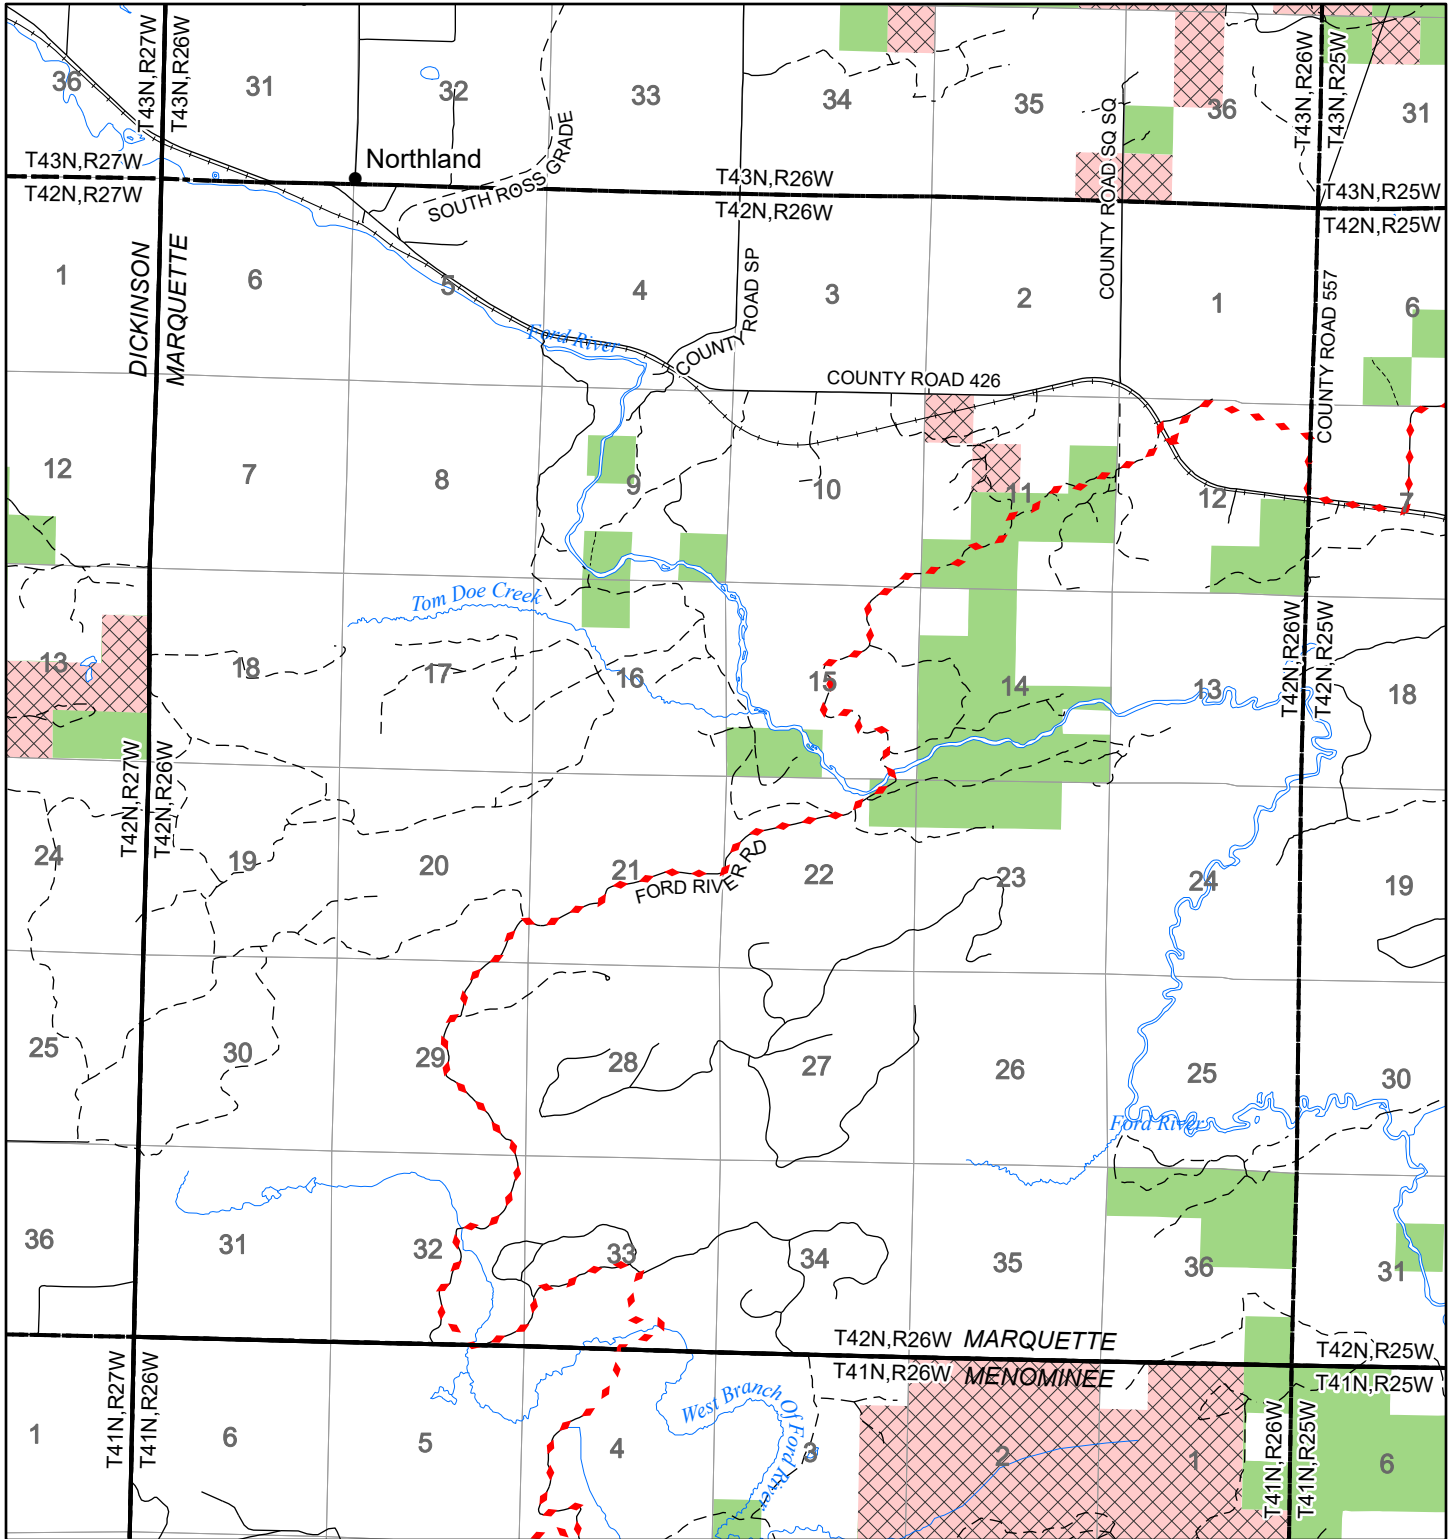 36
T43N,R27W
T43N,R26W
31
32
33
34
35
36
T43N,R26W
T43N,R25W
31
Northland
SOUTH ROSS GRADE
COUNTY ROAD SQ SQ
T43N,R27W
T42N,R27W
T43N,R26W
T42N,R26W
T43N,R25W
T42N,R25W
1
DICKINSON
MARQUETTE
6
5
4
COUNTY ROAD SP
3
2
1
COUNTY ROAD 557
6
Ford River
COUNTY ROAD 426
12
7
8
9
10
11
12
7
Tom Doe Creek
13
18
17
16
15
14
13
T42N,R26W
T42N,R25W
18
T42N,R27W
T42N,R26W
24
19
20
21
FORD RIVER RD
22
23
24
19
25
30
29
28
27
26
25
30
Ford River
36
31
32
33
34
35
36
31
T42N,R26W MARQUETTE
T41N,R26W MENOMINEE
T42N,R25W
T41N,R25W
T41N,R27W
T41N,R26W
1
6
5
4
West Branch Of Ford River
3
2
1
T41N,R26W
T41N,R25W
6